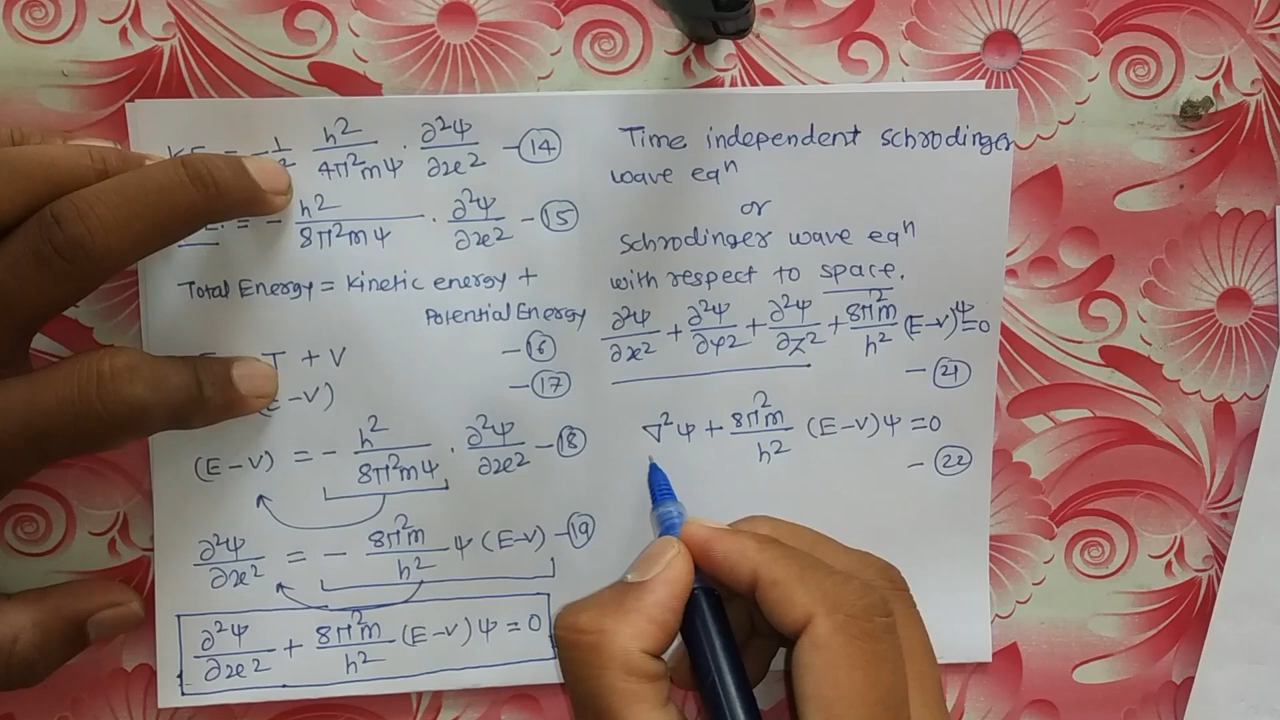 = - 1/2 h²/4π²mψ . ∂²ψ/∂x² - (14)
= - h²/8π²mψ . ∂²ψ/∂x² - (15)
Total Energy = Kinetic energy +
Potential Energy
T + V - (16)
-V) - (17)
(E-V) = - h²/8π²mψ . ∂²ψ/∂x² - (18)
∂²ψ/∂x² = - 8π²m/h² ψ (E-V) - (19)
∂²ψ/∂x² + 8π²m/h² (E-V) ψ = 0
Time independent schrodinger
wave eqⁿ
or
schrodinger wave eqⁿ
with respect to space.
∂²ψ/∂x² + ∂²ψ/∂y² + ∂²ψ/∂z² + 8π²m/h² (E-V)ψ = 0
- (21)
∇²ψ + 8π²m/h² (E-V)ψ = 0
- (22)